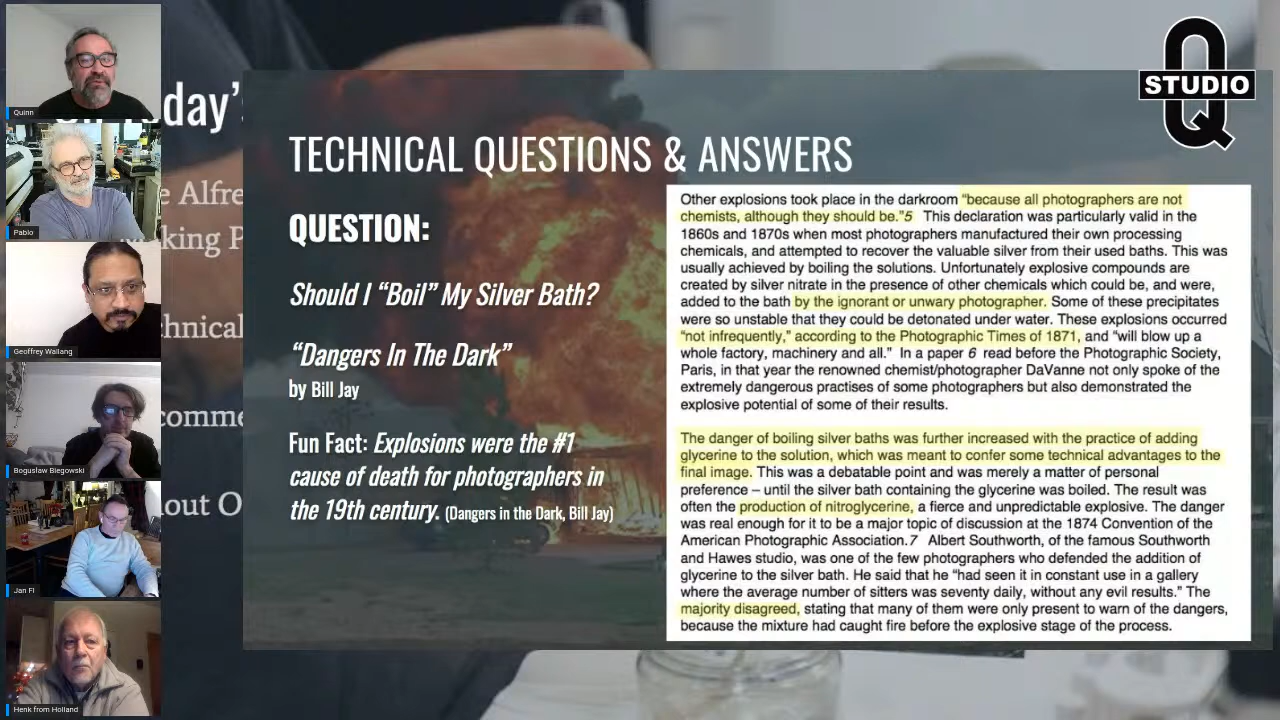 STUDIO
Q
Quinn
Pablo
Geoffrey Wallang
Bogusław Biegowski
Jan Fl
Henk from Holland
day's
e Alfre
king P
chnical
comme
out O
TECHNICAL QUESTIONS & ANSWERS
QUESTION:
Should I “Boil” My Silver Bath?
“Dangers In The Dark”
by Bill Jay
Fun Fact: Explosions were the #1
cause of death for photographers in
the 19th century. (Dangers in the Dark, Bill Jay)
Other explosions took place in the darkroom “because all photographers are not
chemists, although they should be.”5 This declaration was particularly valid in the
1860s and 1870s when most photographers manufactured their own processing
chemicals, and attempted to recover the valuable silver from their used baths. This was
usually achieved by boiling the solutions. Unfortunately explosive compounds are
created by silver nitrate in the presence of other chemicals which could be, and were,
added to the bath by the ignorant or unwary photographer. Some of these precipitates
were so unstable that they could be detonated under water. These explosions occurred
“not infrequently,” according to the Photographic Times of 1871, and “will blow up a
whole factory, machinery and all.” In a paper 6 read before the Photographic Society,
Paris, in that year the renowned chemist/photographer DaVanne not only spoke of the
extremely dangerous practises of some photographers but also demonstrated the
explosive potential of some of their results.
The danger of boiling silver baths was further increased with the practice of adding
glycerine to the solution, which was meant to confer some technical advantages to the
final image. This was a debatable point and was merely a matter of personal
preference – until the silver bath containing the glycerine was boiled. The result was
often the production of nitroglycerine, a fierce and unpredictable explosive. The danger
was real enough for it to be a major topic of discussion at the 1874 Convention of the
American Photographic Association.7 Albert Southworth, of the famous Southworth
and Hawes studio, was one of the few photographers who defended the addition of
glycerine to the silver bath. He said that he “had seen it in constant use in a gallery
where the average number of sitters was seventy daily, without any evil results.” The
majority disagreed, stating that many of them were only present to warn of the dangers,
because the mixture had caught fire before the explosive stage of the process.